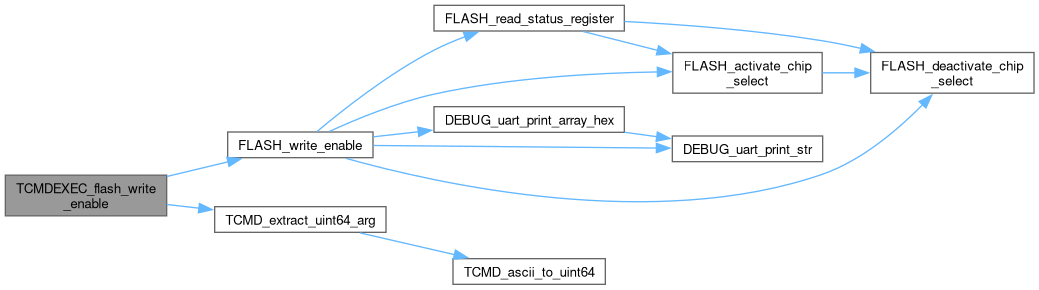 FLASH_read_status_register
FLASH_activate_chip
_select
FLASH_deactivate_chip
_select
DEBUG_uart_print_array_hex
FLASH_write_enable
DEBUG_uart_print_str
TCMDEXEC_flash_write
_enable
TCMD_extract_uint64_arg
TCMD_ascii_to_uint64